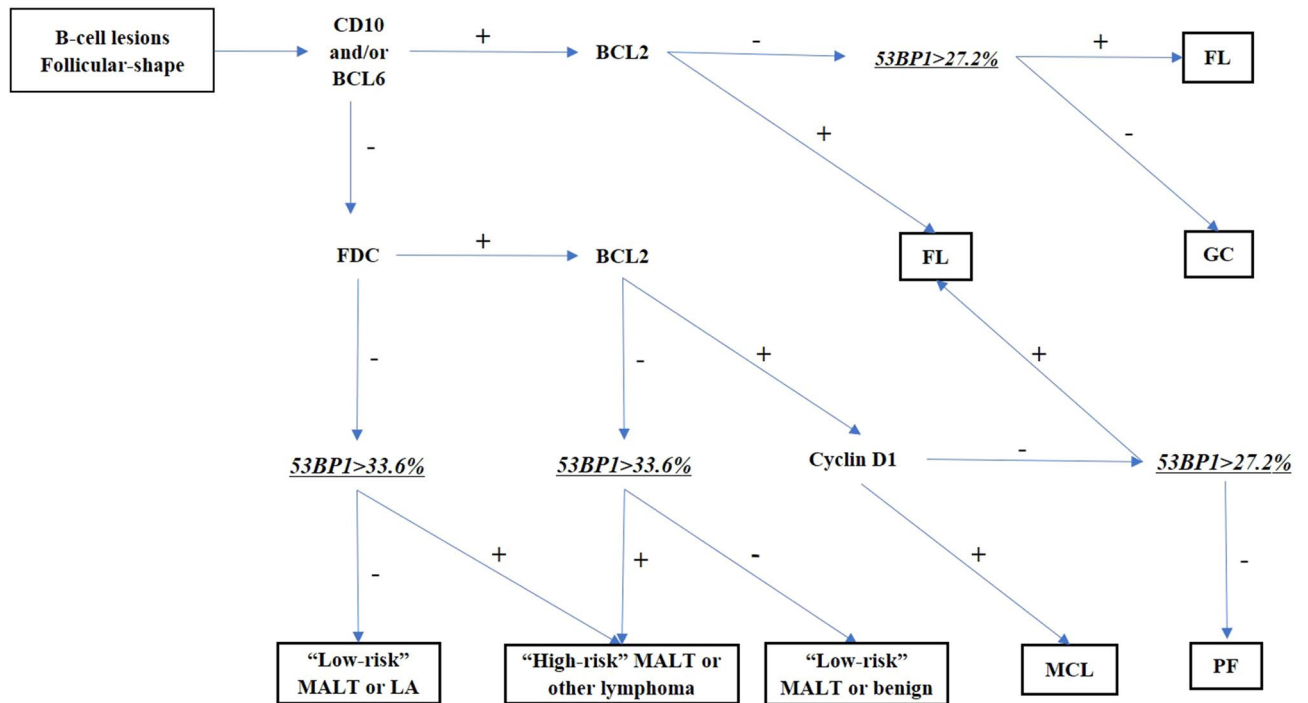 B-cell lesions
Follicular-shape
CD10
and/or
BCL6
+
BCL2
-
53BP1>27.2%
+
FL
-
+
-
FDC
+
BCL2
FL
GC
-
-
+
+
53BP1>33.6%
53BP1>33.6%
Cyclin D1
-
53BP1>27.2%
-
+
+
-
+
-
“Low-risk”
MALT or LA
“High-risk” MALT or
other lymphoma
“Low-risk”
MALT or benign
MCL
PF